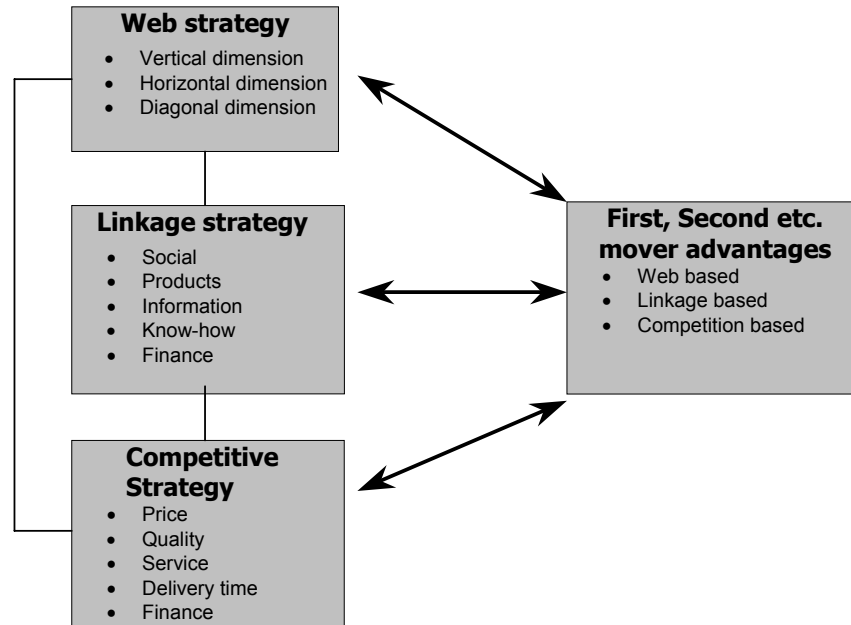 Web strategy
• Vertical dimension
• Horizontal dimension
• Diagonal dimension
Linkage strategy
• Social
• Products
• Information
• Know-how
• Finance
Competitive
Strategy
• Price
• Quality
• Service
• Delivery time
• Finance
First, Second etc.
mover advantages
• Web based
• Linkage based
• Competition based